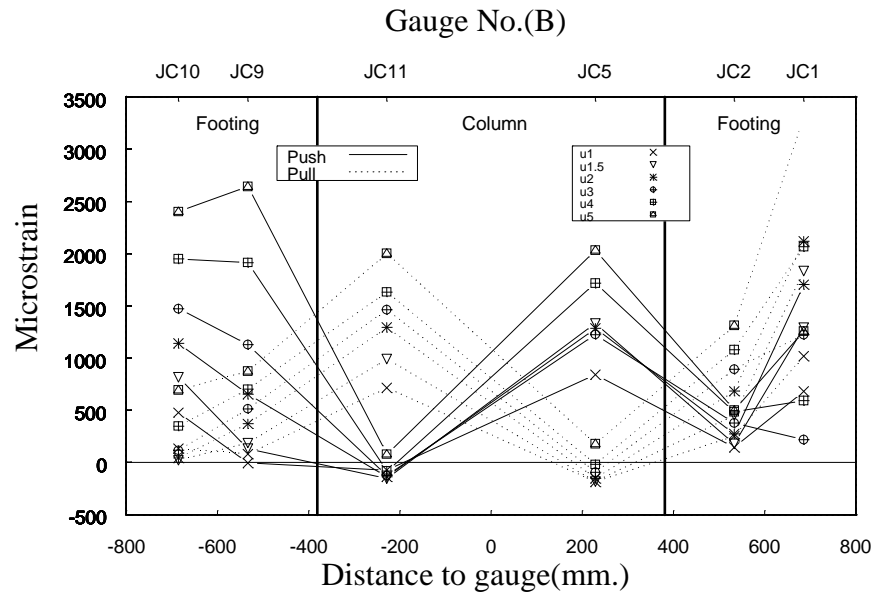 Gauge No.(B)
JC10 JC9 JC11 JC5 JC2 JC1
3500
3000
2500
2000
1500
1000
500
0
-500
Microstrain
Footing Column Footing
Push
Pull
u1
u1.5
u2
u3
u4
u5
-800 -600 -400 -200 0 200 400 600 800
Distance to gauge(mm.)